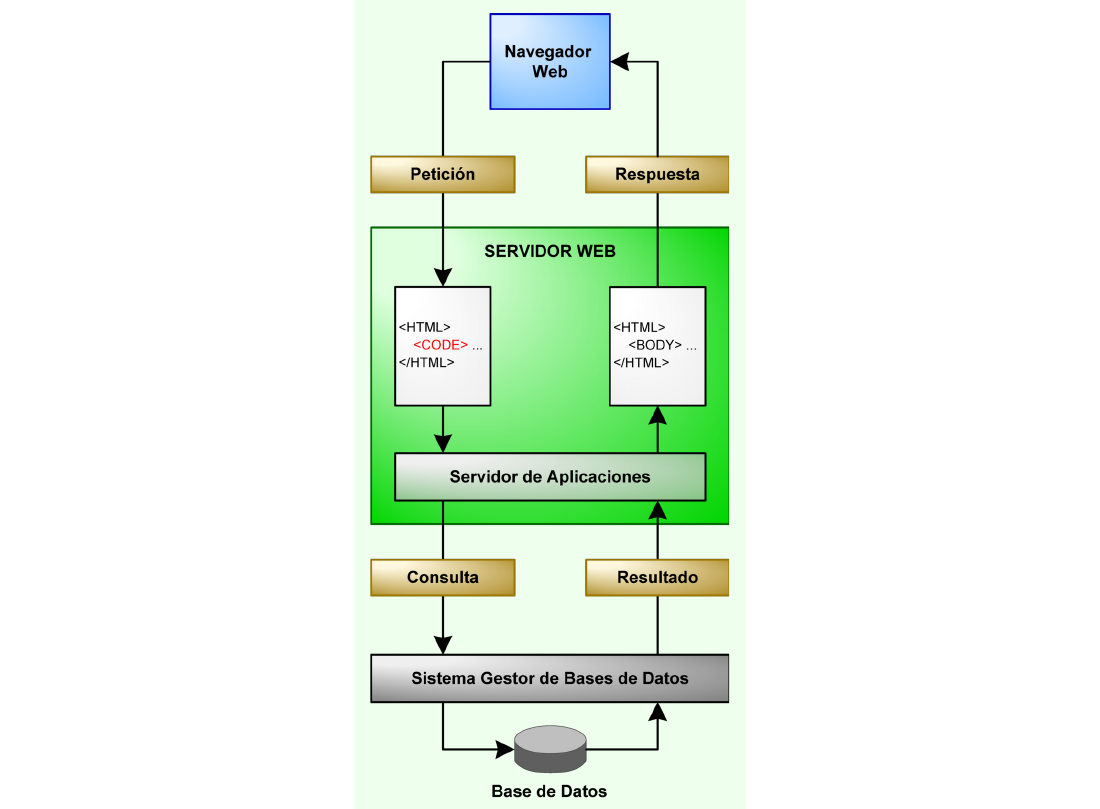 Navegador
Web
Petición
Respuesta
SERVIDOR WEB
<HTML>
<CODE> ...
</HTML>
<HTML>
<BODY> ...
</HTML>
Servidor de Aplicaciones
Consulta
Resultado
Sistema Gestor de Bases de Datos
Base de Datos